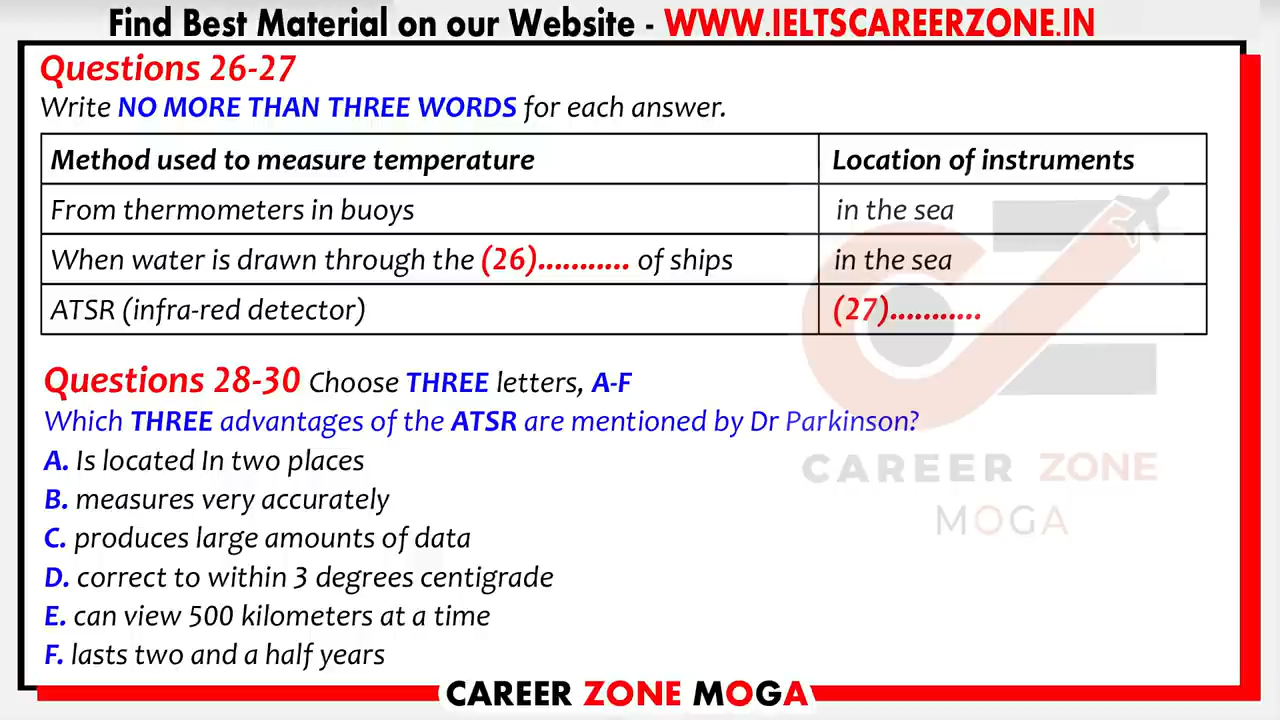 Find Best Material on our Website - WWW.IELTSCAREERZONE.IN
Questions 26-27
Write NO MORE THAN THREE WORDS for each answer.
Method used to measure temperature Location of instruments
From thermometers in buoys in the sea
When water is drawn through the (26)........... of ships in the sea
ATSR (infra-red detector) (27)...........
Questions 28-30 Choose THREE letters, A-F
Which THREE advantages of the ATSR are mentioned by Dr Parkinson?
A. Is located In two places
B. measures very accurately
C. produces large amounts of data
D. correct to within 3 degrees centigrade
E. can view 500 kilometers at a time
F. lasts two and a half years
CAREER ZONE
MOGA
CAREER ZONE MOGA